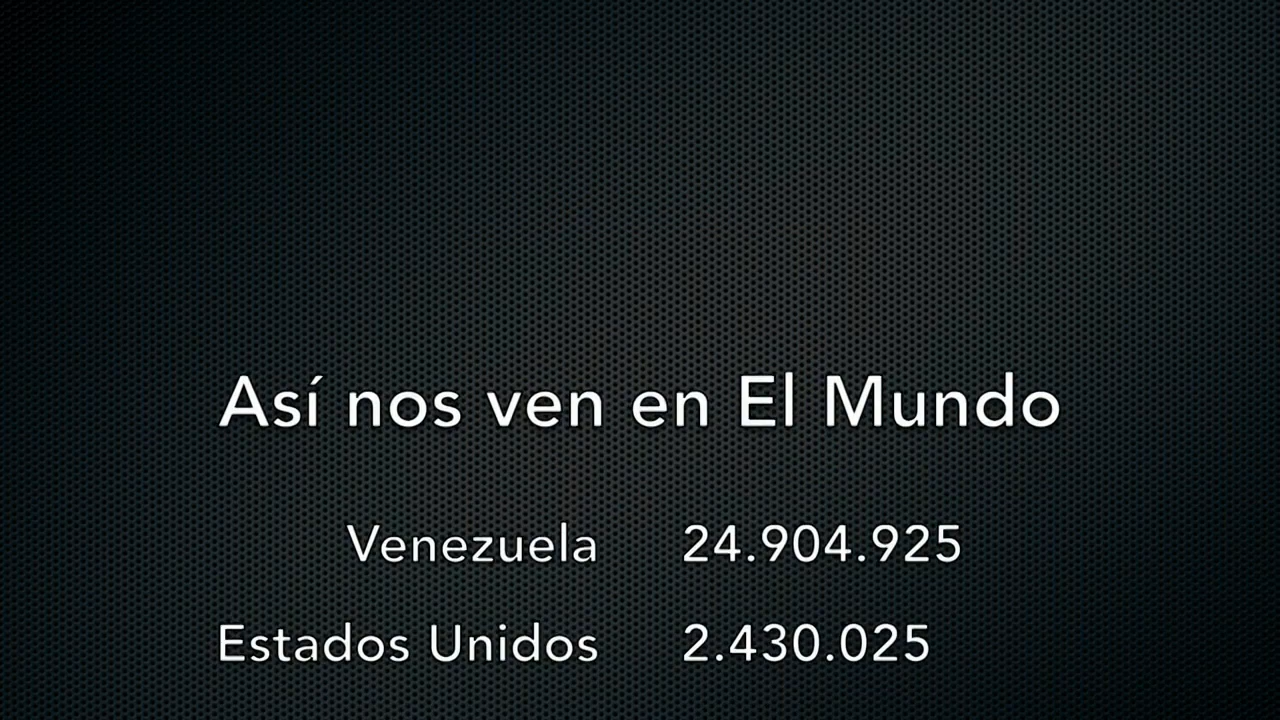 Así nos ven en El Mundo
Venezuela 24.904.925
Estados Unidos 2.430.025